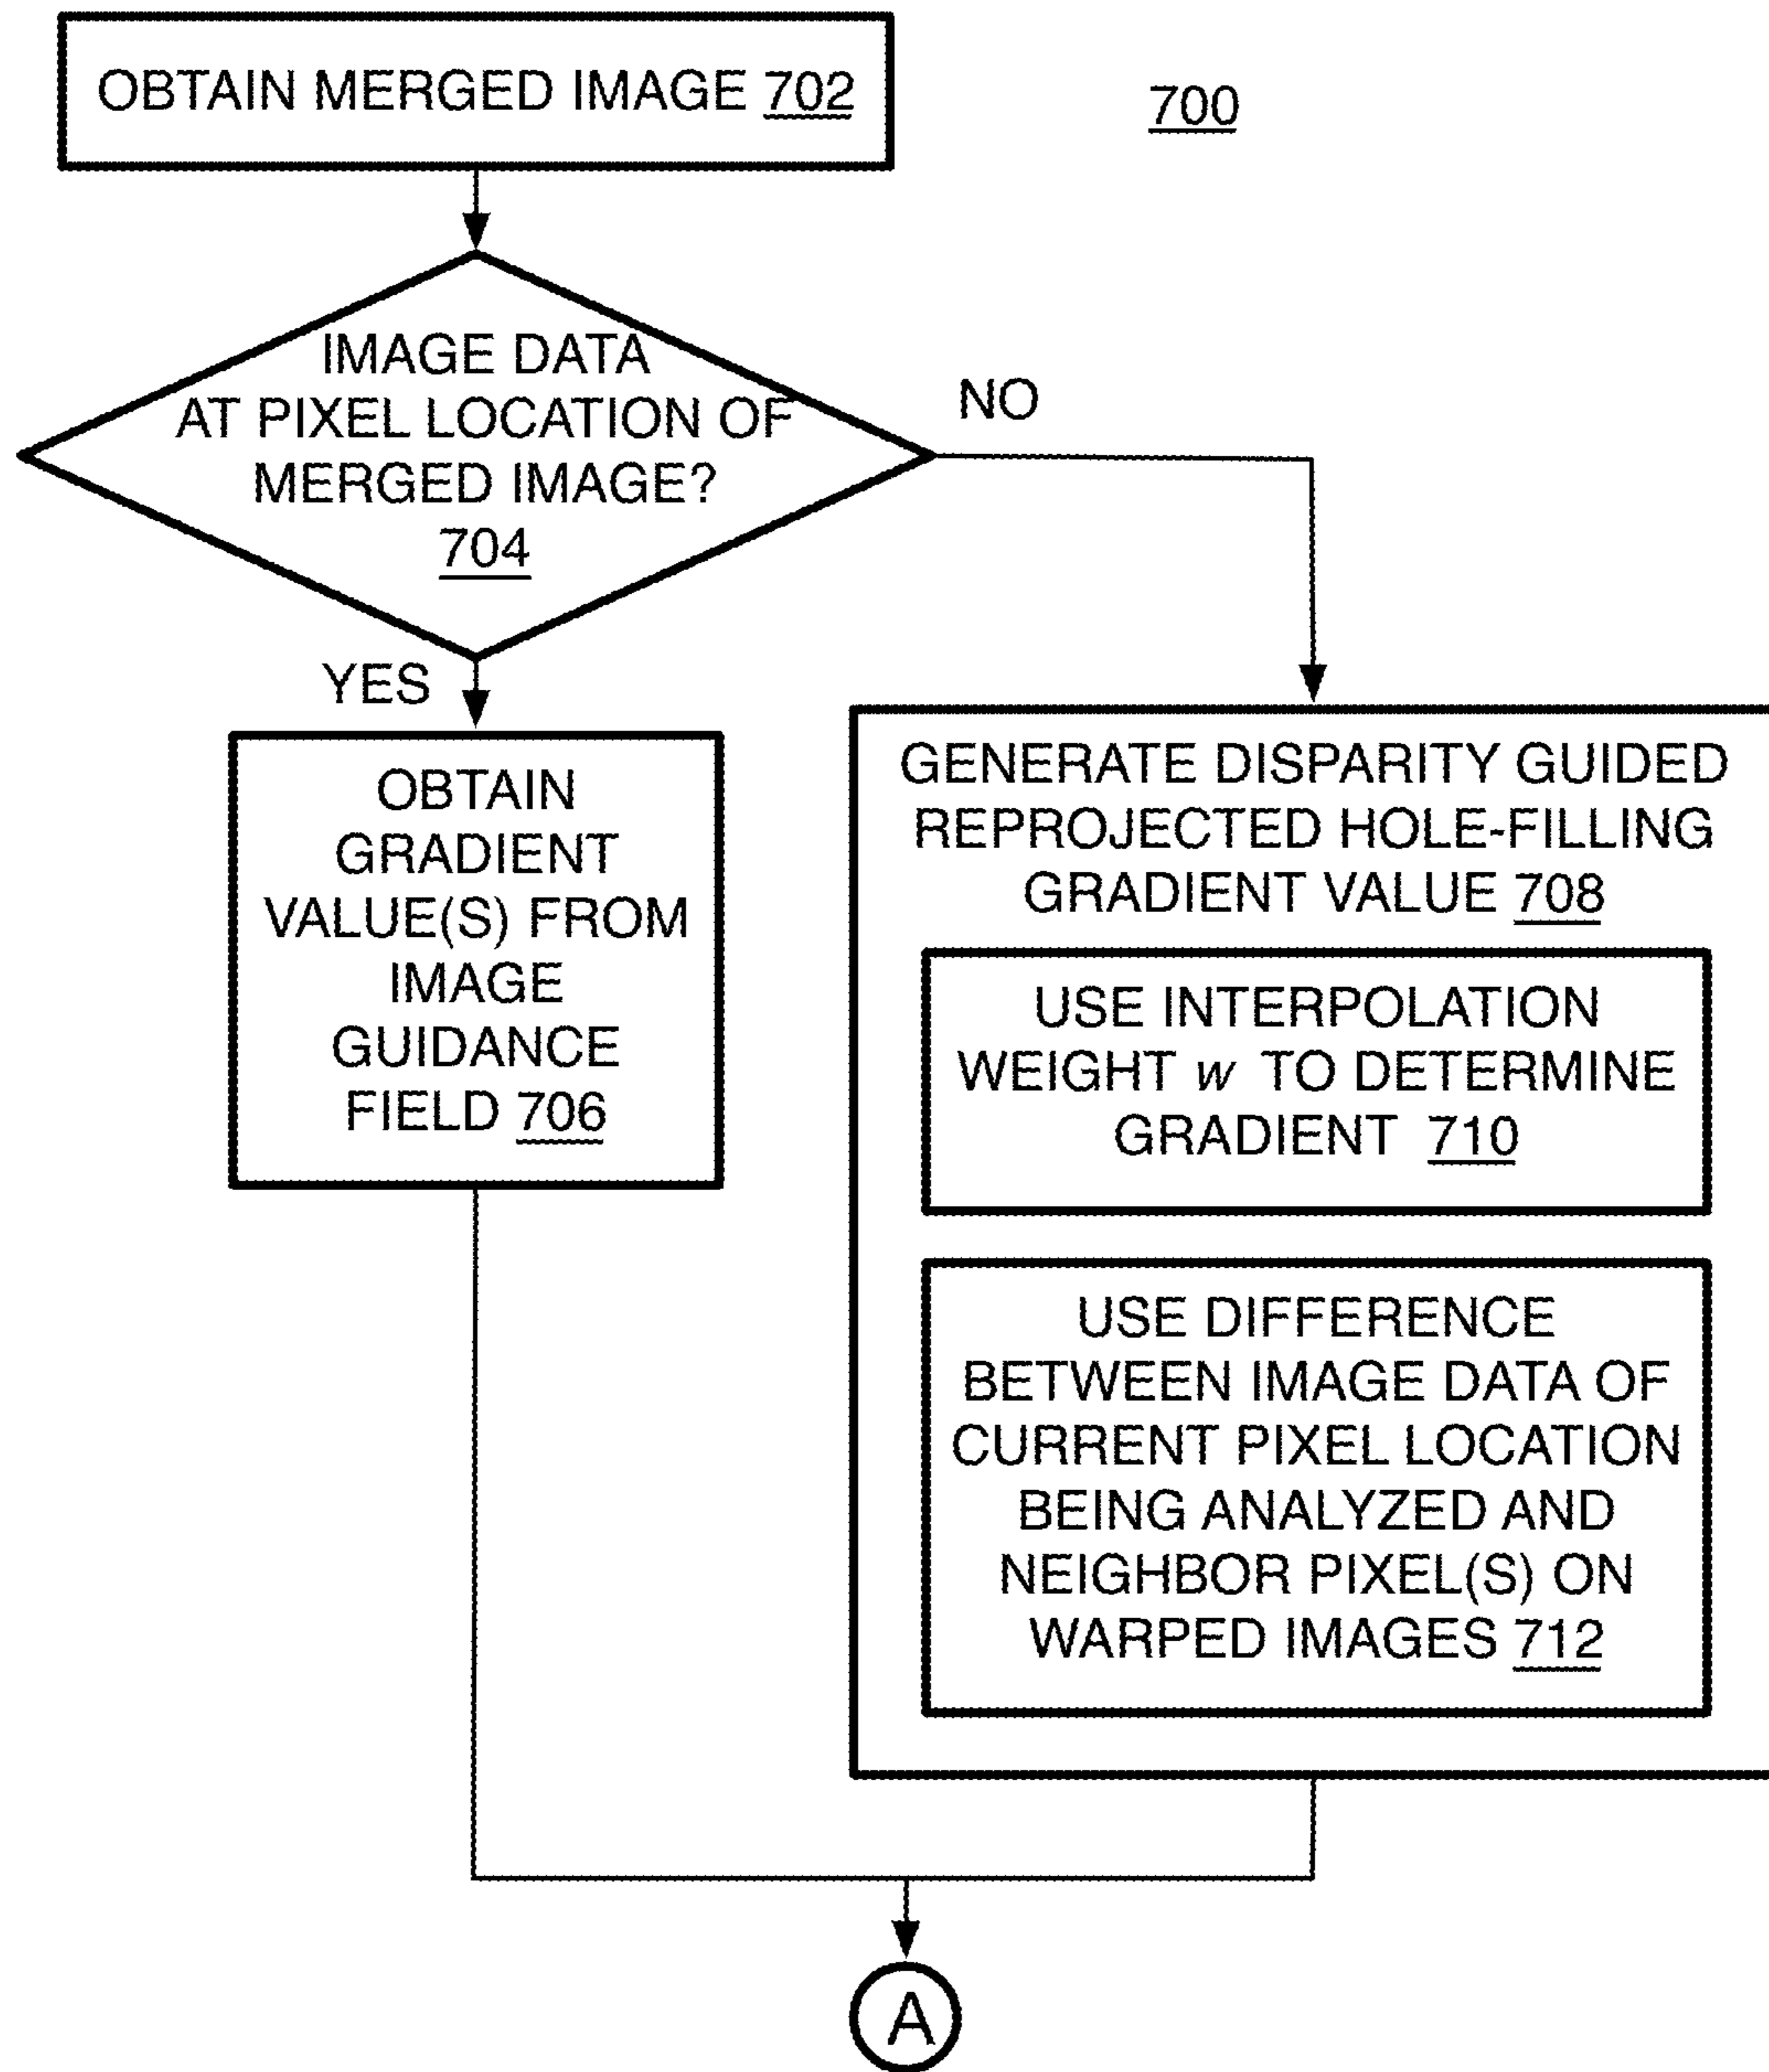 OBTAIN MERGED IMAGE 702
700
IMAGE DATA
AT PIXEL LOCATION OF
MERGED IMAGE?
704
NO
YES
OBTAIN
GRADIENT
VALUE(S) FROM
IMAGE
GUIDANCE
FIELD 706
GENERATE DISPARITY GUIDED
REPROJECTED HOLE-FILLING
GRADIENT VALUE 708
USE INTERPOLATION
WEIGHT w TO DETERMINE
GRADIENT 710
USE DIFFERENCE
BETWEEN IMAGE DATA OF
CURRENT PIXEL LOCATION
BEING ANALYZED AND
NEIGHBOR PIXEL(S) ON
WARPED IMAGES 712
A